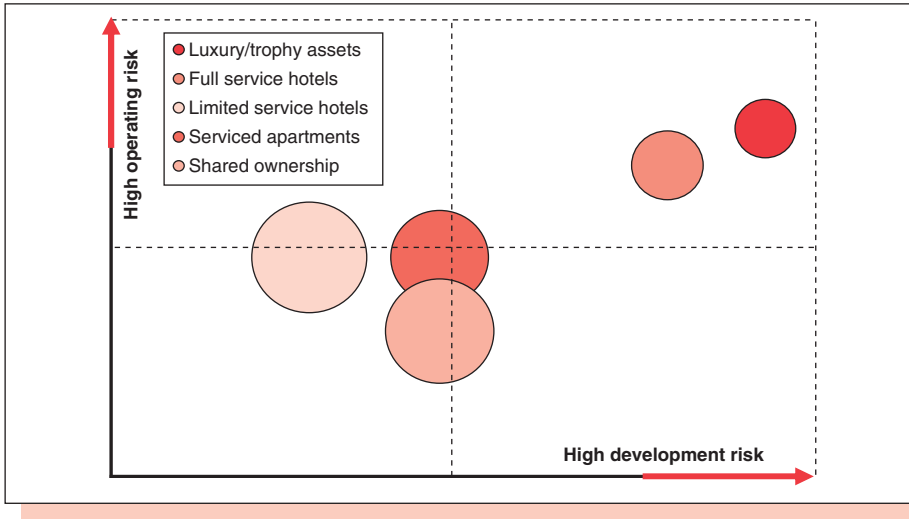 Luxury/trophy assets
Full service hotels
Limited service hotels
Serviced apartments
Shared ownership
High operating risk
High development risk